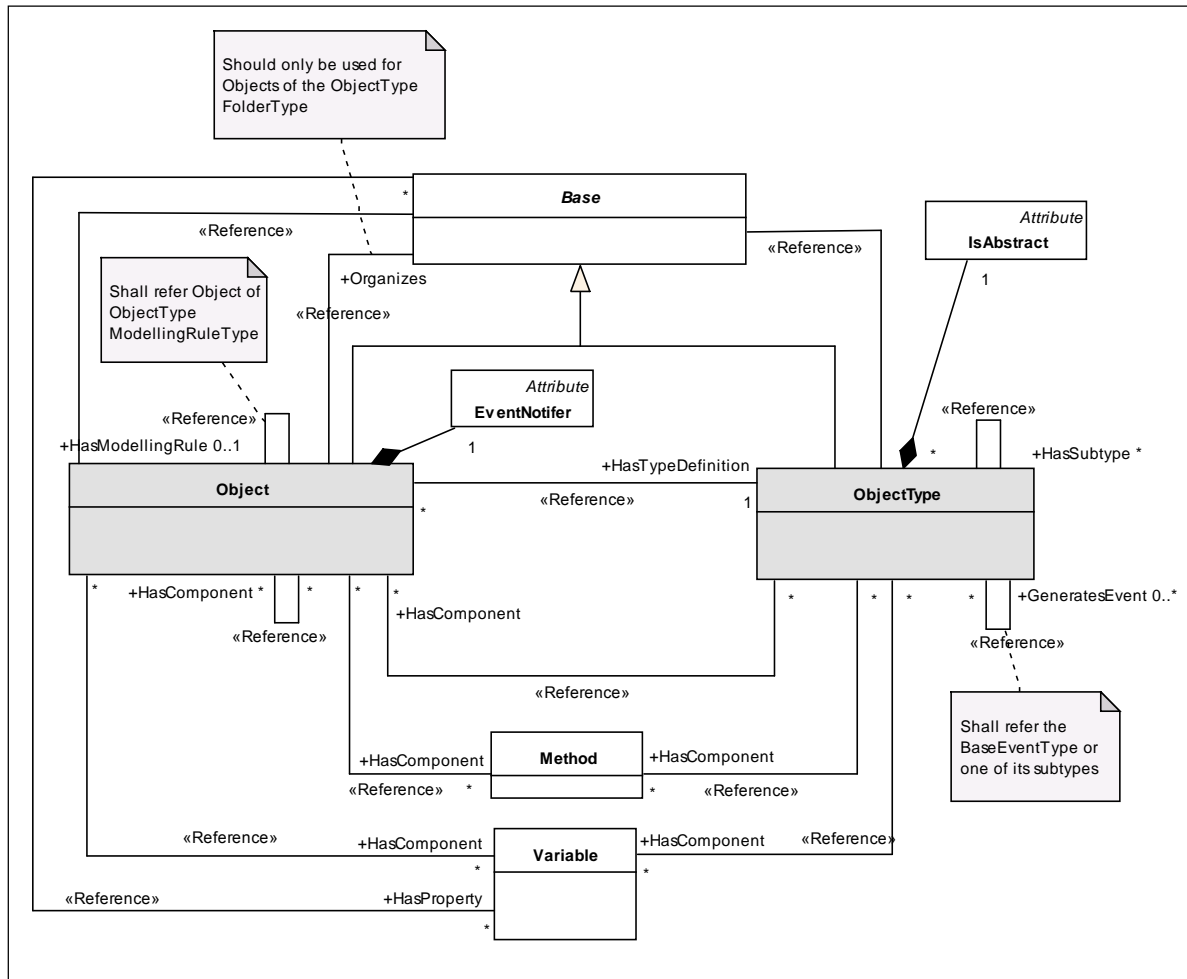 Should only be used for
Objects of the ObjectType
FolderType
*
Base
«Reference»
Attribute
IsAbstract
«Reference»
1
+Organizes
Shall refer Object of
ObjectType
ModellingRuleType
«Reference»
Attribute
EventNotifer
1
«Reference»
«Reference»
+HasModellingRule 0..1
+HasTypeDefinition
*
+HasSubtype *
Object
«Reference»
ObjectType
*
1
*
+HasComponent *
*
*
*
+HasComponent
*
*
*
*
+GeneratesEvent 0..*
«Reference»
«Reference»
«Reference»
Shall refer the
BaseEventType or
one of its subtypes
+HasComponent
Method
+HasComponent
«Reference»
*
*
«Reference»
«Reference»
+HasComponent
Variable
+HasComponent
«Reference»
*
*
«Reference»
+HasProperty
*